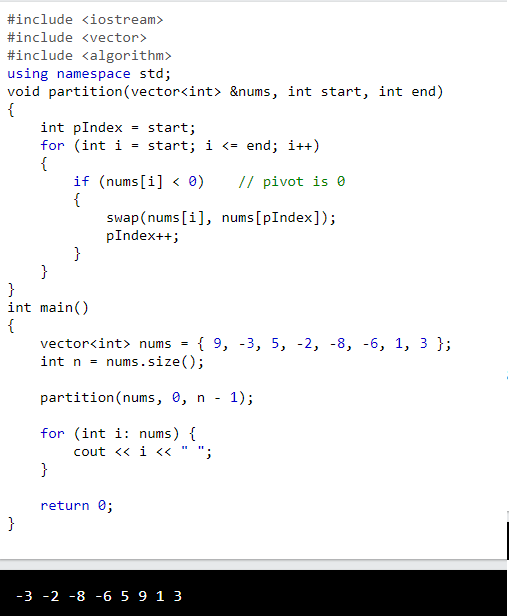 #include <iostream>
#include <vector>
#include <algorithm>
using namespace std;
void partition(vector<int> &nums, int start, int end)
{
    int pIndex = start;
    for (int i = start; i <= end; i++)
    {
        if (nums[i] < 0)    // pivot is 0
        {
            swap(nums[i], nums[pIndex]);
            pIndex++;
        }
    }
}
int main()
{
    vector<int> nums = { 9, -3, 5, -2, -8, -6, 1, 3 };
    int n = nums.size();

    partition(nums, 0, n - 1);

    for (int i: nums) {
        cout << i << " ";
    }

    return 0;
}
-3 -2 -8 -6 5 9 1 3